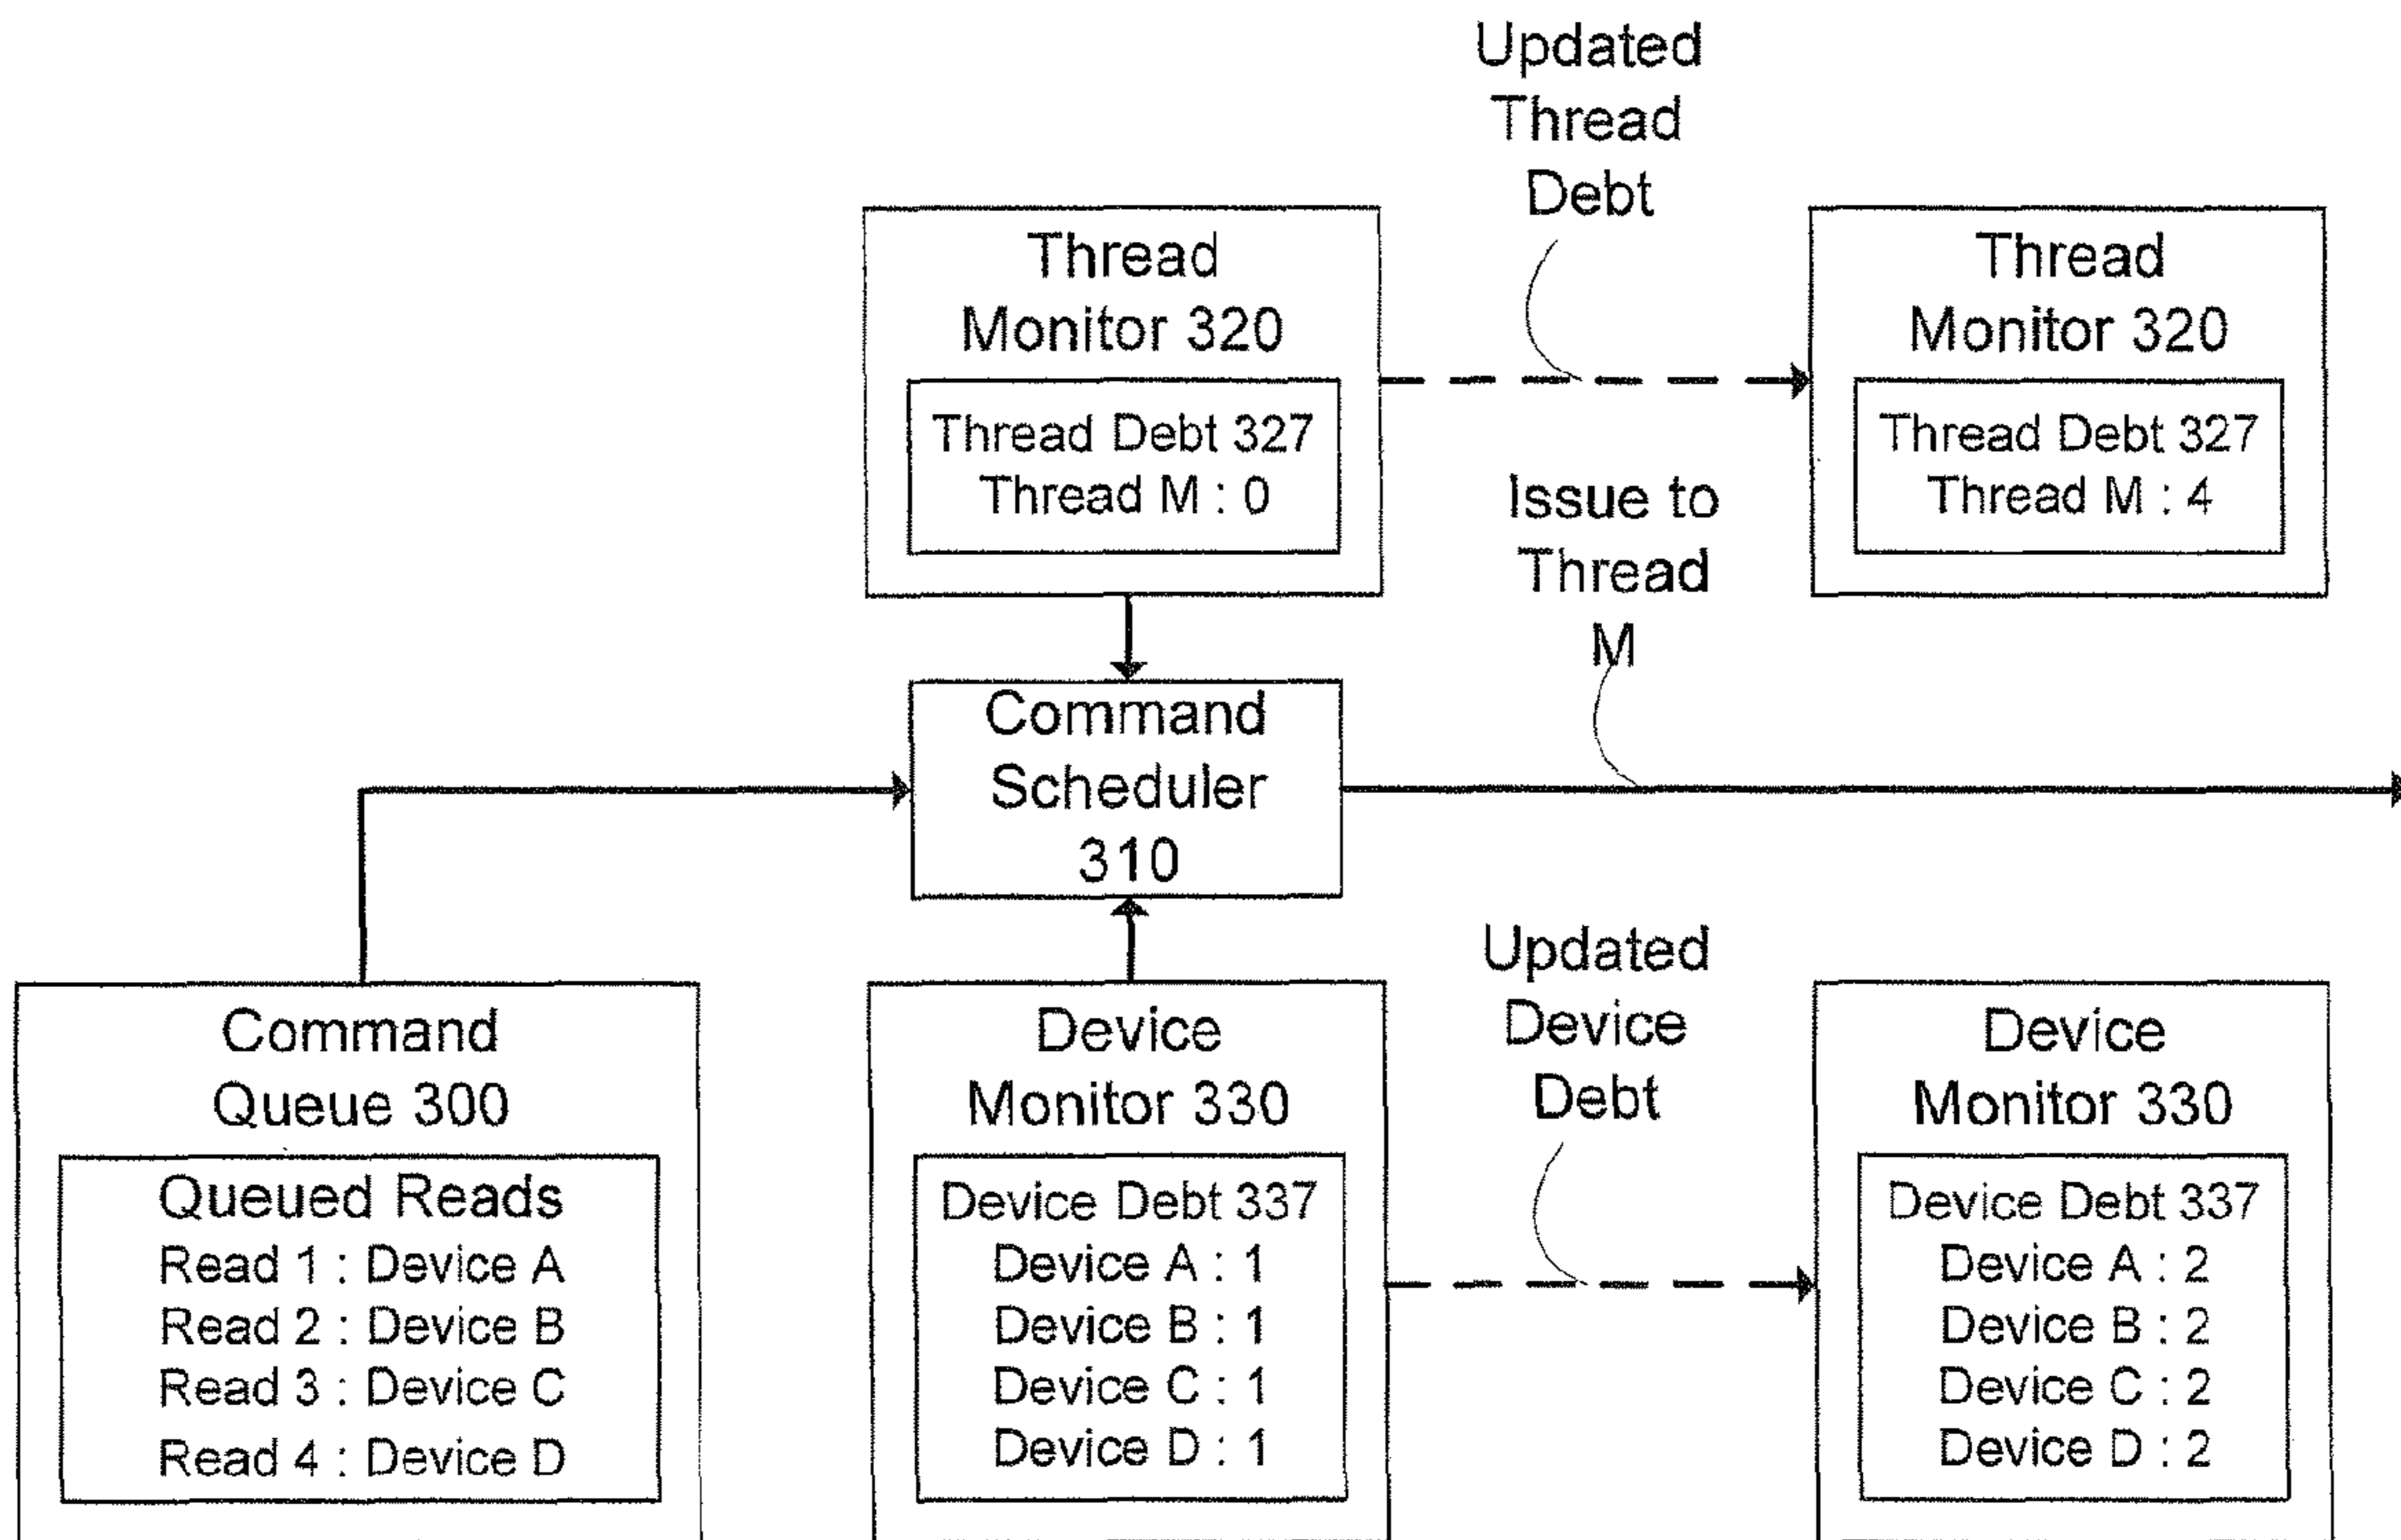 Updated
Thread
Debt
Thread
Monitor 320
Thread Debt 327
Thread M : 0
Thread
Monitor 320
Thread Debt 327
Thread M : 4
Issue to
Thread
M
Command
Scheduler
310
Command
Queue 300
Queued Reads
Read 1 : Device A
Read 2 : Device B
Read 3 : Device C
Read 4 : Device D
Device
Monitor 330
Device Debt 337
Device A : 1
Device B : 1
Device C : 1
Device D : 1
Updated
Device
Debt
Device
Monitor 330
Device Debt 337
Device A : 2
Device B : 2
Device C : 2
Device D : 2